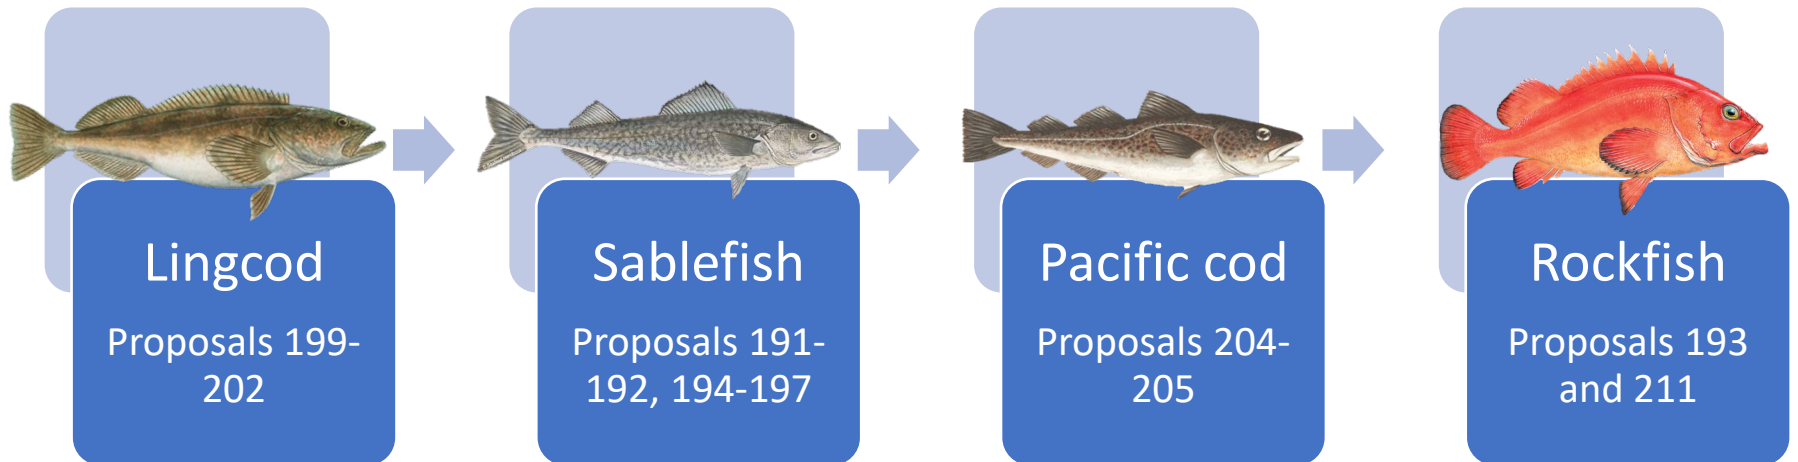 Lingcod
Proposals 199-
202
Sablefish
Proposals 191-
192, 194-197
Pacific cod
Proposals 204-
205
Rockfish
Proposals 193
and 211